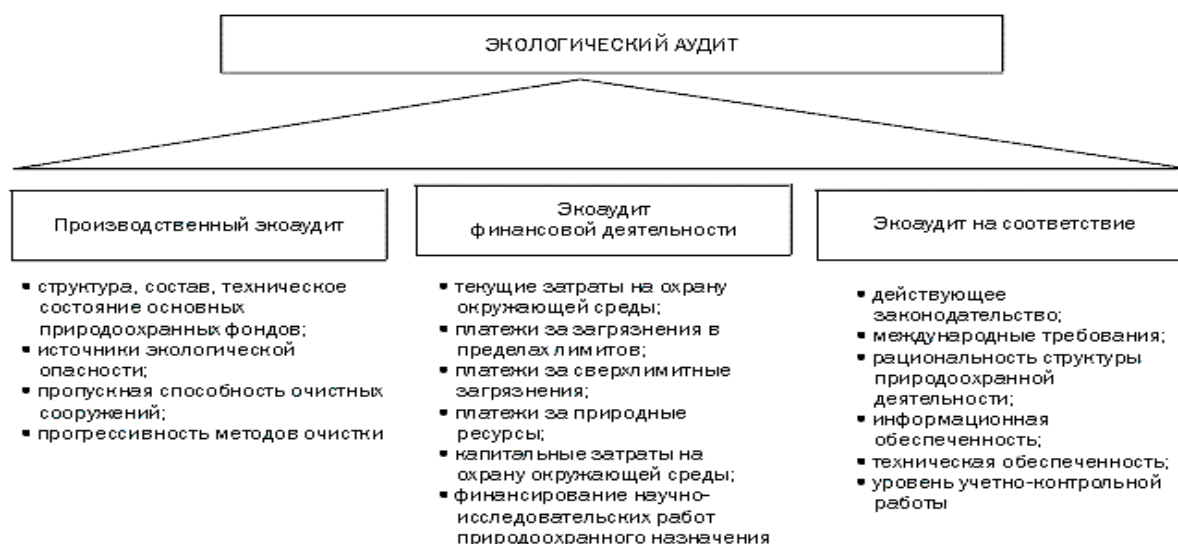 ЭКОЛОГИЧЕСКИЙ АУДИТ
Производственный экоаудит
• структура, состав, техническое
состояние основных
природоохранных фондов;
• источники экологической
опасности;
• пропускная способность очистных
сооружений;
• прогрессивность методов очистки
Экоаудит
финансовой деятельности
• текущие затраты на охрану
окружающей среды;
• платежи за загрязнения в
пределах лимитов;
• платежи за сверхлимитные
загрязнения;
• платежи за природные
ресурсы;
• капитальные затраты на
охрану окружающей среды;
• финансирование научно-
исследовательских работ
природоохранного назначения
Экоаудит на соответствие
• действующее
законодательство;
• международные требования;
• рациональность структуры
природоохранной
деятельности;
• информационная
обеспеченность;
• техническая обеспеченность;
• уровень учетно-контрольной
работы